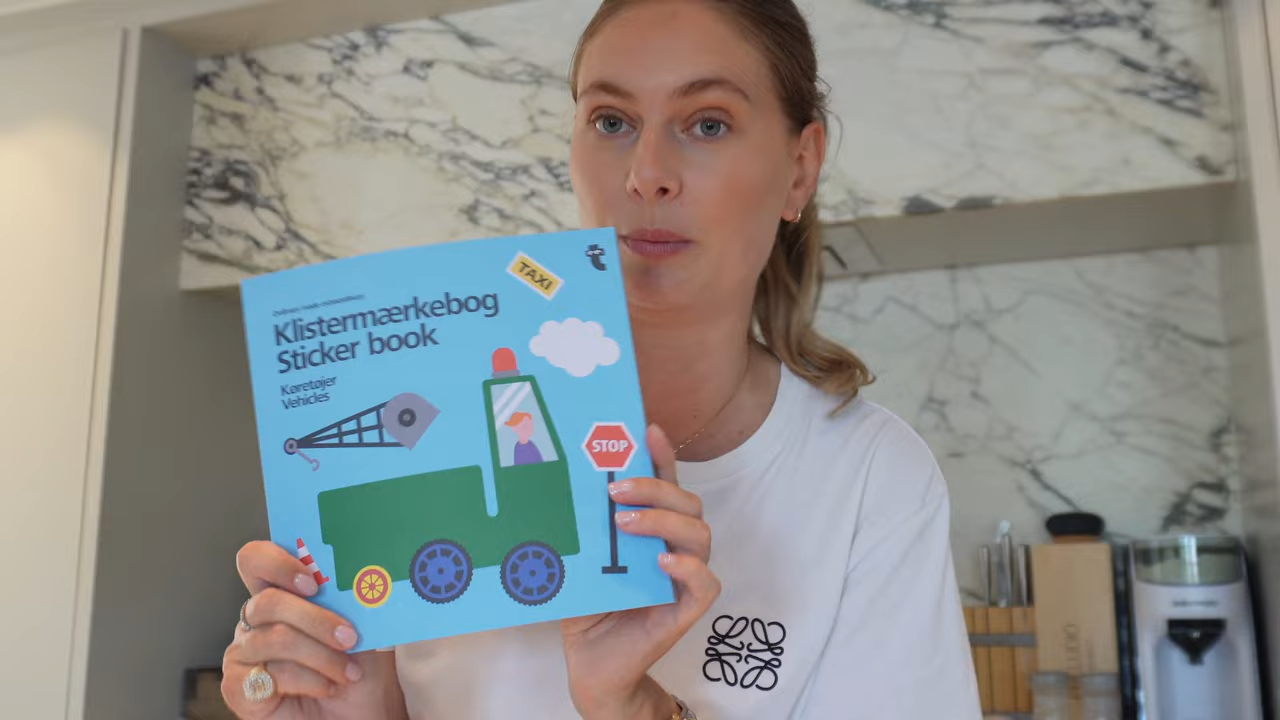 Klistermærkebog
Sticker book
Køretøjer
Vehicles
TAXI
STOP